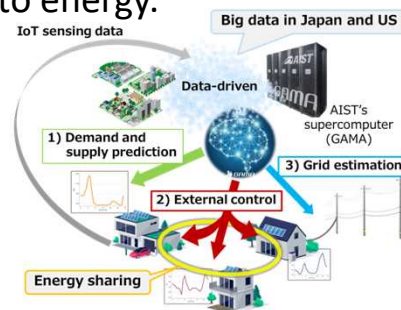 to energy.
IoT sensing data
Big data in Japan and US
Data-driven
AIST
AIST's
supercomputer
(GAMA)
1) Demand and
supply prediction
3) Grid estimation
2) External control
Energy sharing